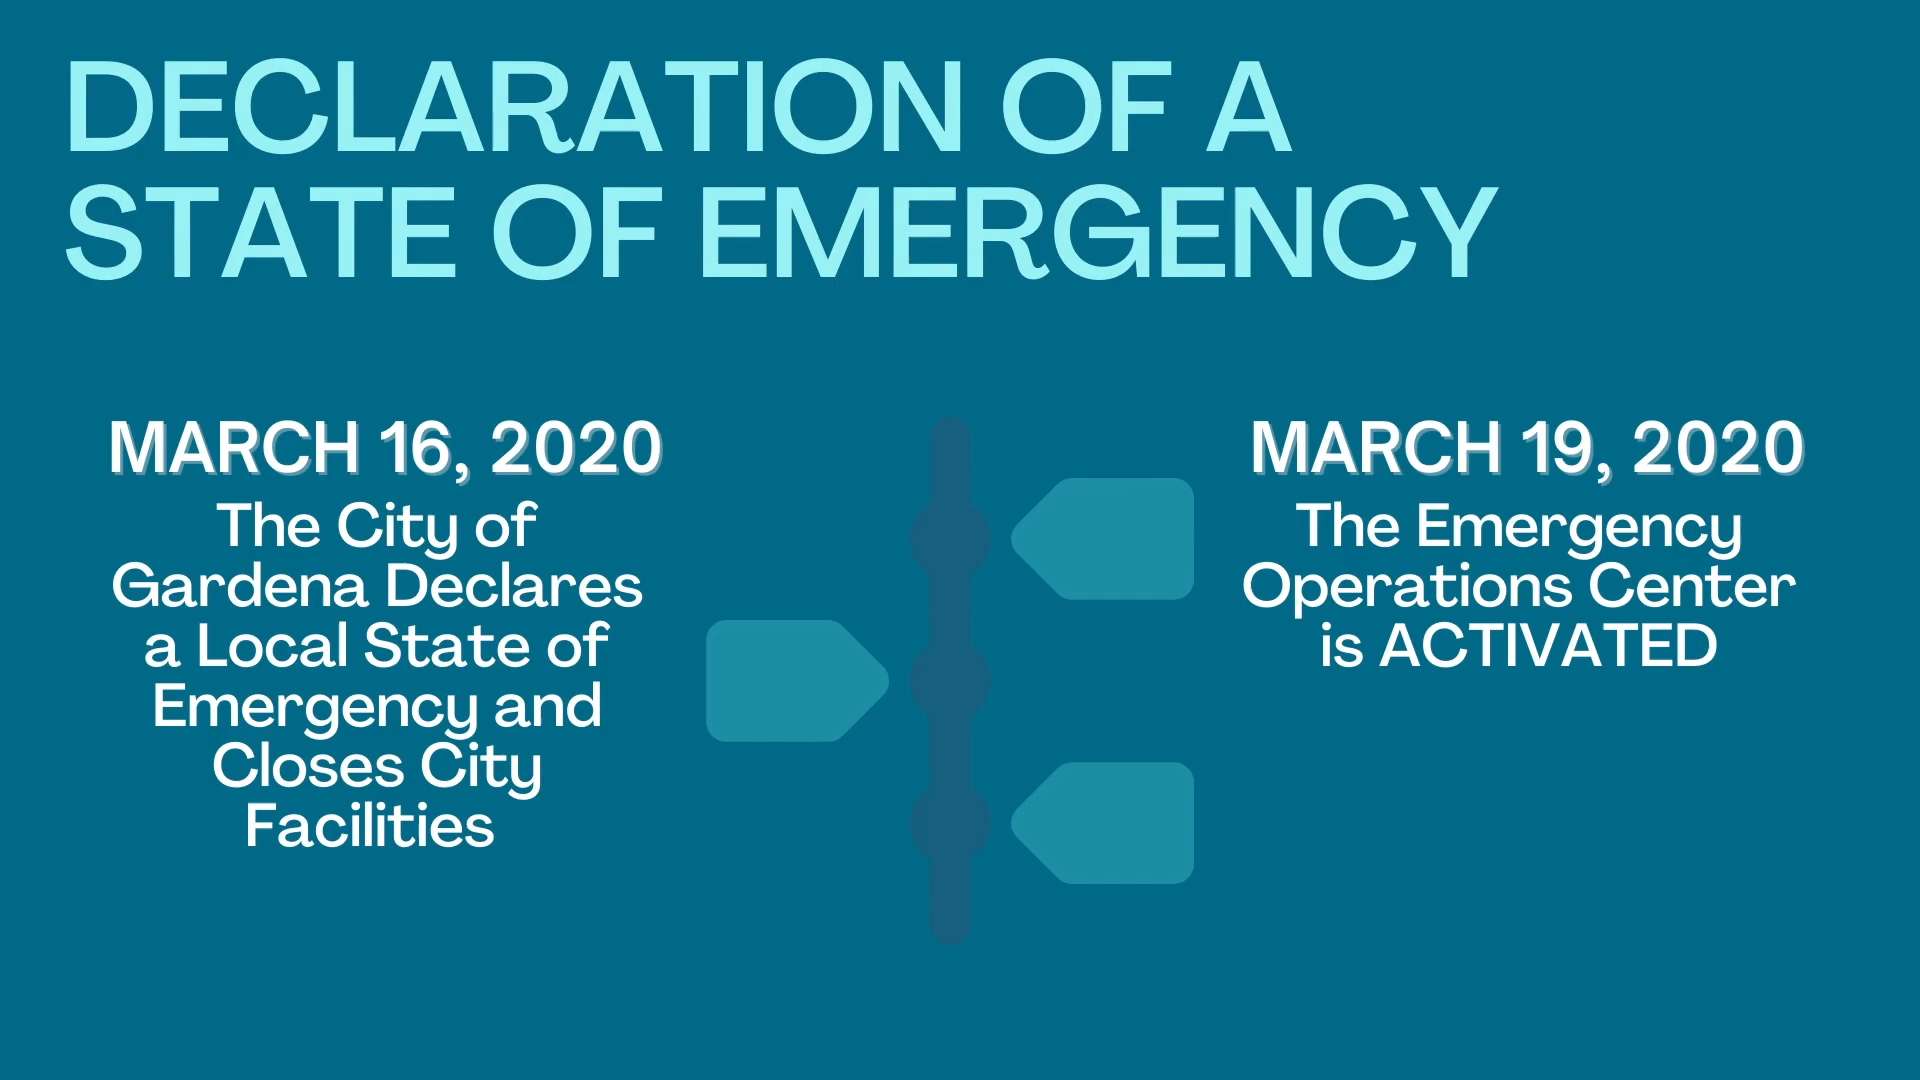 DECLARATION OF A
STATE OF EMERGENCY
MARCH 16, 2020
The City of
Gardena Declares
a Local State of
Emergency and
Closes City
Facilities
MARCH 19, 2020
The Emergency
Operations Center
is ACTIVATED